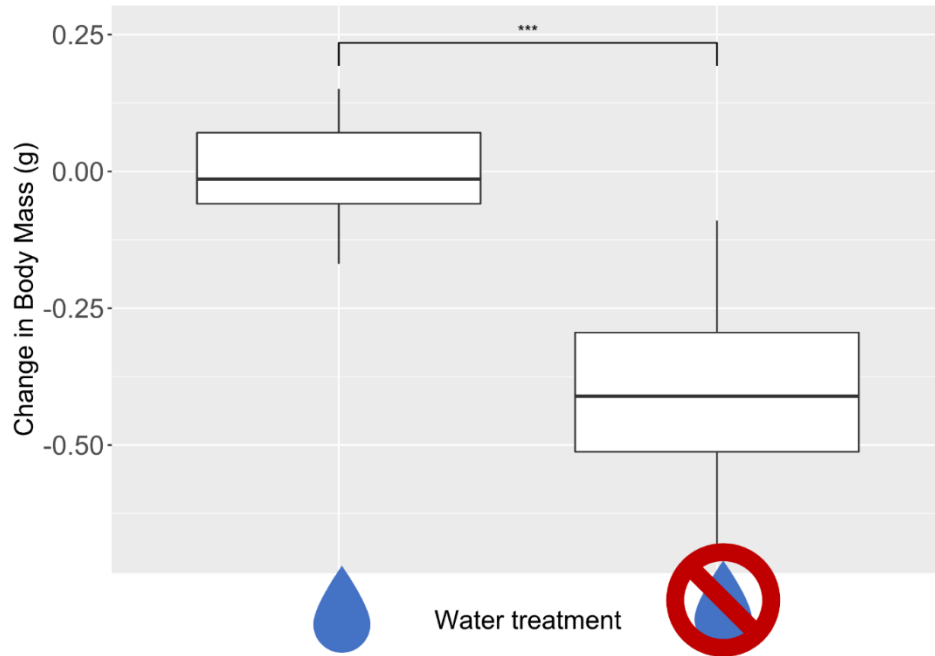 ***
0.25
0.00
-0.25
-0.50
Change in Body Mass (g)
Water treatment